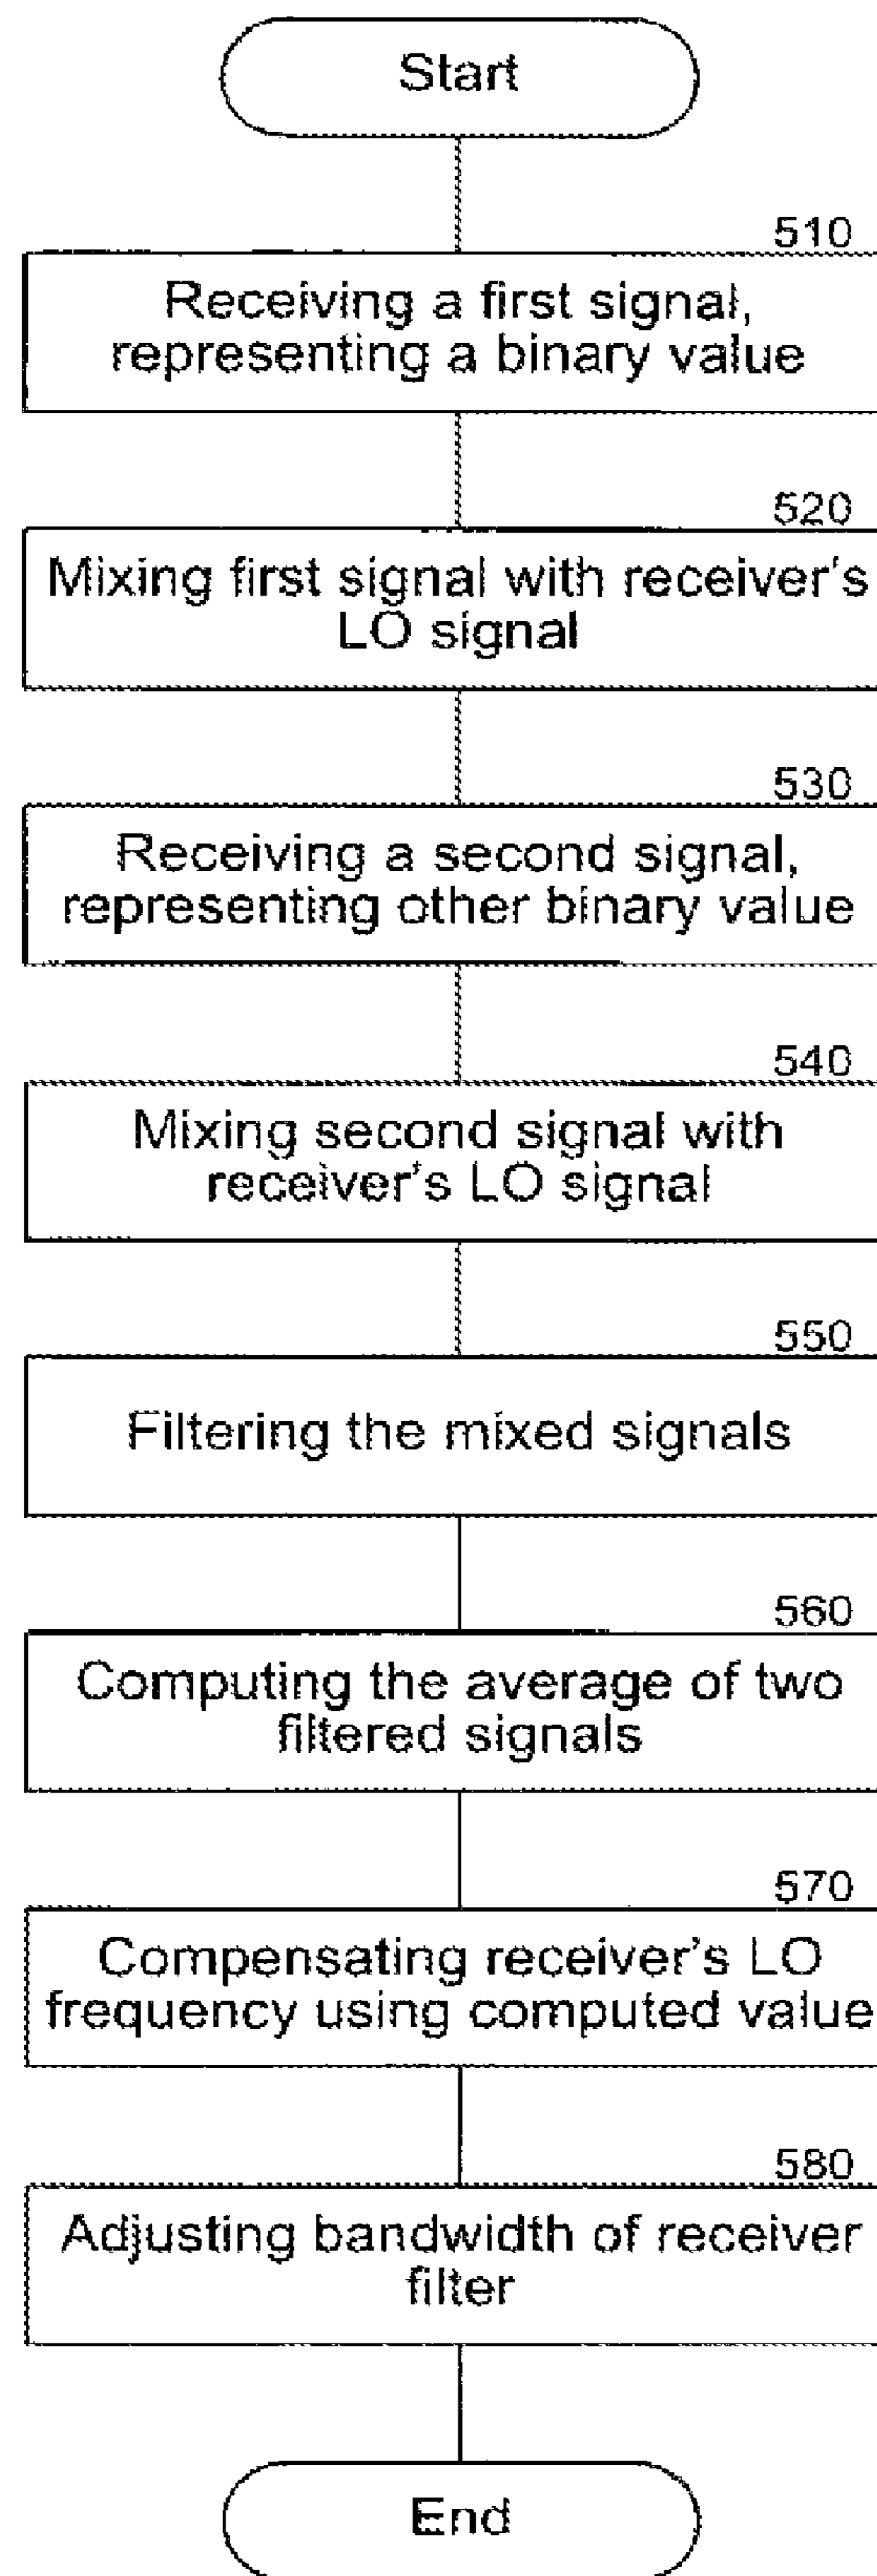 Start
510
Receiving a first signal,
representing a binary value
520
Mixing first signal with receiver's
LO signal
530
Receiving a second signal,
representing other binary value
540
Mixing second signal with
receiver's LO signal
550
Filtering the mixed signals
560
Computing the average of two
filtered signals
570
Compensating receiver's LO
frequency using computed value
580
Adjusting bandwidth of receiver
filter
End